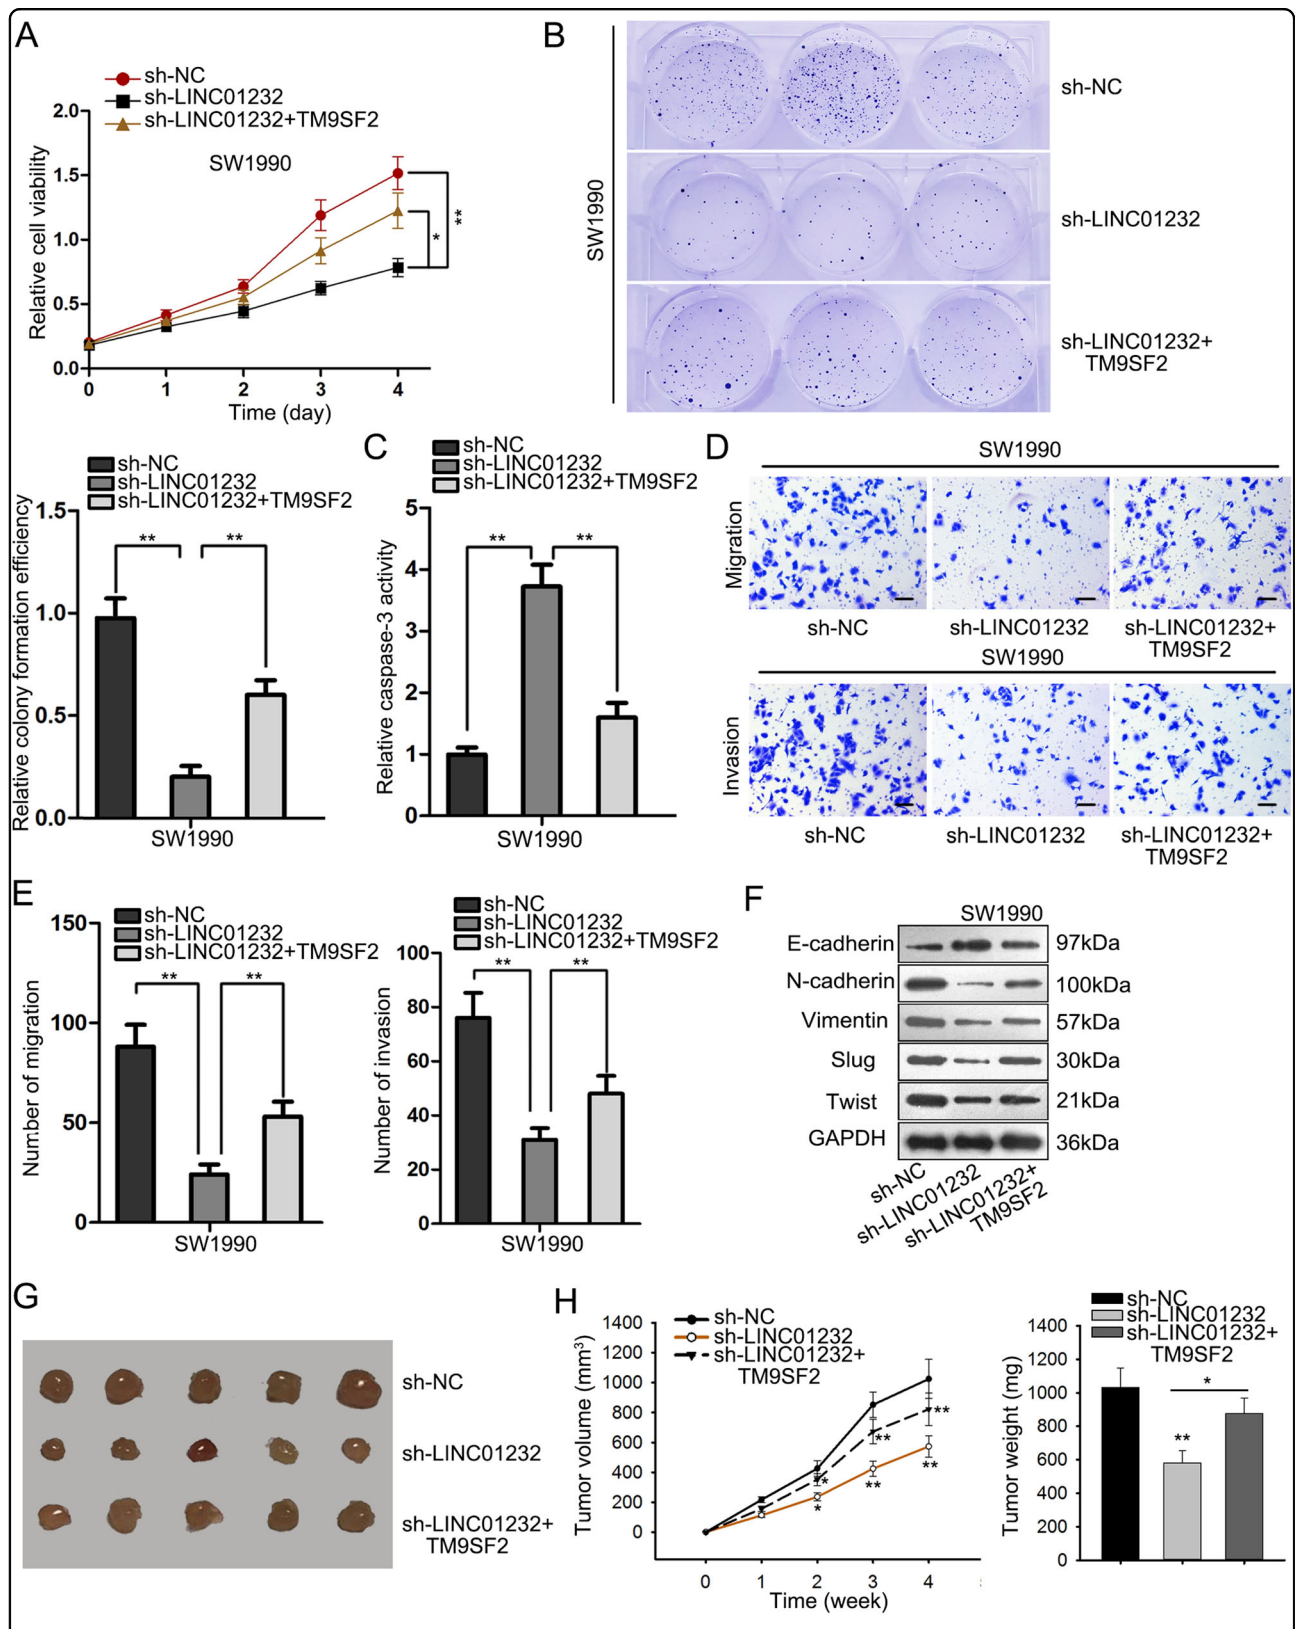 A
sh-NC
sh-LINC01232
sh-LINC01232+TM9SF2
SW1990
Relative cell viability
2.0
1.5
1.0
0.5
0.0
**
*
0 1 2 3 4
Time (day)
B
SW1990
sh-NC
sh-LINC01232
sh-LINC01232+
TM9SF2
sh-NC
sh-LINC01232
sh-LINC01232+TM9SF2
Relative colony formation efficiency
1.5
1.0
0.5
0.0
** **
SW1990
C
sh-NC
sh-LINC01232
sh-LINC01232+TM9SF2
Relative caspase-3 activity
5
4
3
2
1
0
** **
SW1990
D
SW1990
Migration
sh-NC sh-LINC01232 sh-LINC01232+
TM9SF2
SW1990
Invasion
sh-NC sh-LINC01232 sh-LINC01232+
TM9SF2
E
sh-NC
sh-LINC01232
sh-LINC01232+TM9SF2
Number of migration
150
100
50
0
** **
SW1990
sh-NC
sh-LINC01232
sh-LINC01232+TM9SF2
Number of invasion
100
80
60
40
20
0
** **
SW1990
F
SW1990
E-cadherin 97kDa
N-cadherin 100kDa
Vimentin 57kDa
Slug 30kDa
Twist 21kDa
GAPDH 36kDa
sh-NC
sh-LINC01232
sh-LINC01232+
TM9SF2
G
sh-NC
sh-LINC01232
sh-LINC01232+
TM9SF2
H
sh-NC
sh-LINC01232
sh-LINC01232+
TM9SF2
Tumor volume (mm³)
1400
1200
1000
800
600
400
200
0
**
**
**
**
*
*
0 1 2 3 4
Time (week)
sh-NC
sh-LINC01232
sh-LINC01232+
TM9SF2
Tumor weight (mg)
1400
1200
1000
800
600
400
200
0
*
**